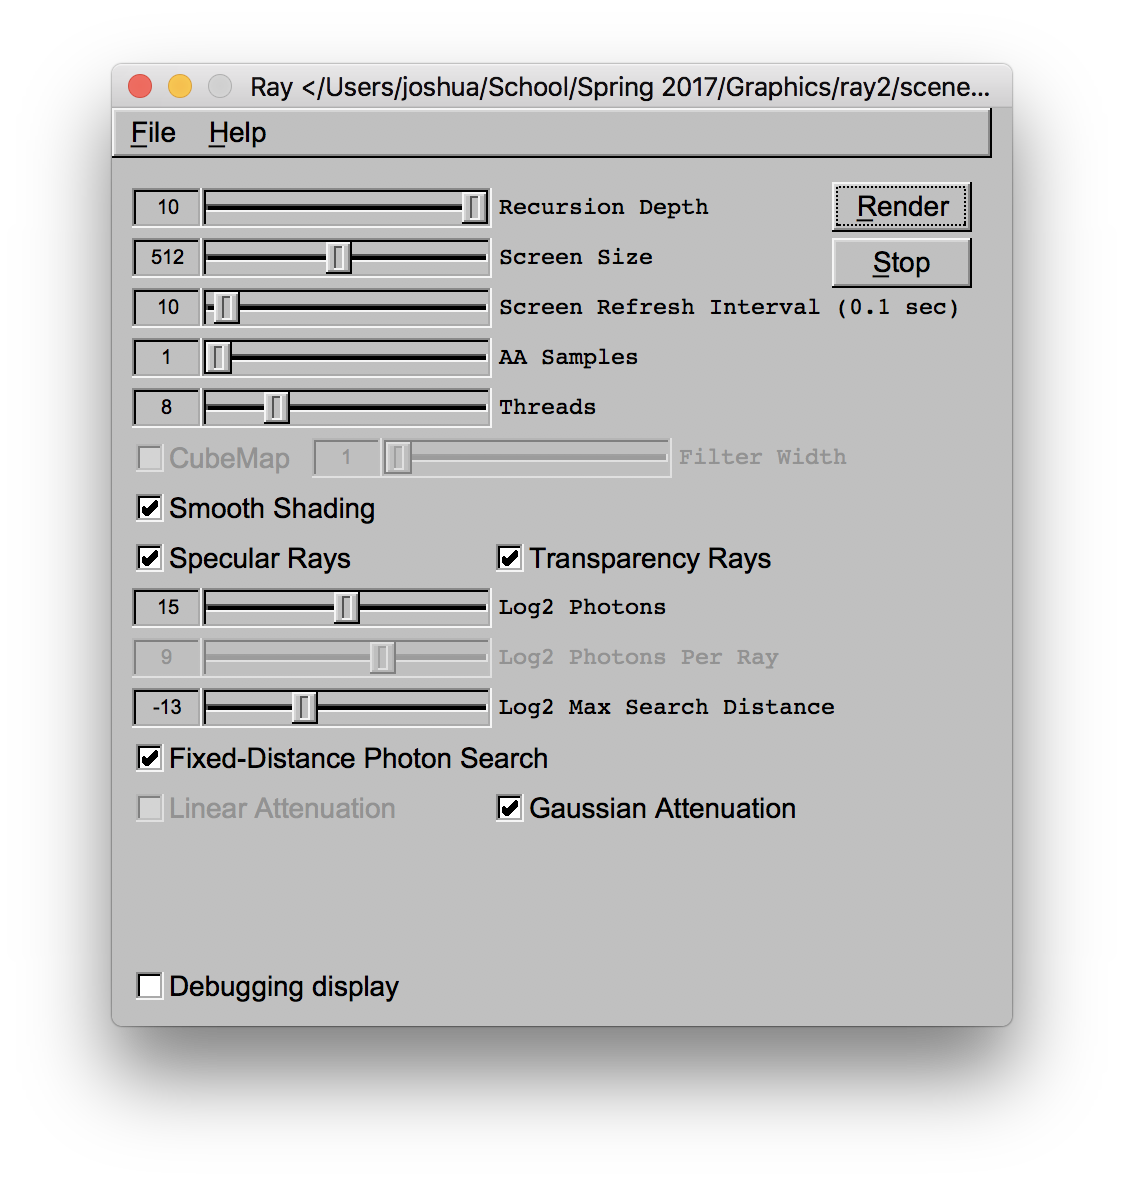 Ray </Users/joshua/School/Spring 2017/Graphics/ray2/scene...
File Help
10 Recursion Depth Render
512 Screen Size Stop
10 Screen Refresh Interval (0.1 sec)
1 AA Samples
8 Threads
CubeMap 1 Filter Width
Smooth Shading
Specular Rays Transparency Rays
15 Log2 Photons
9 Log2 Photons Per Ray
-13 Log2 Max Search Distance
Fixed-Distance Photon Search
Linear Attenuation Gaussian Attenuation
Debugging display